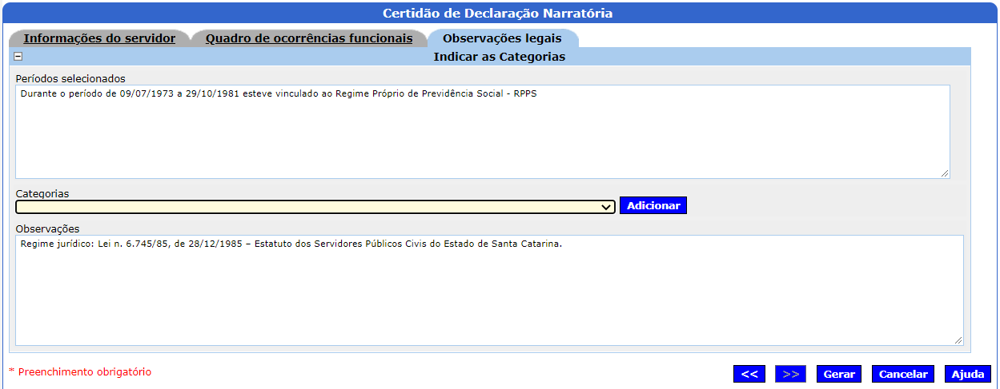 Certidão de Declaração Narratória
Informações do servidor
Quadro de ocorrências funcionais
Observações legais
Indicar as Categorias
Períodos selecionados
Durante o período de 09/07/1973 a 29/10/1981 esteve vinculado ao Regime Próprio de Previdência Social - RPPS
Categorias
Adicionar
Observações
Regime jurídico: Lei n. 6.745/85, de 28/12/1985 – Estatuto dos Servidores Públicos Civis do Estado de Santa Catarina.
* Preenchimento obrigatório
<<
>>
Gerar
Cancelar
Ajuda